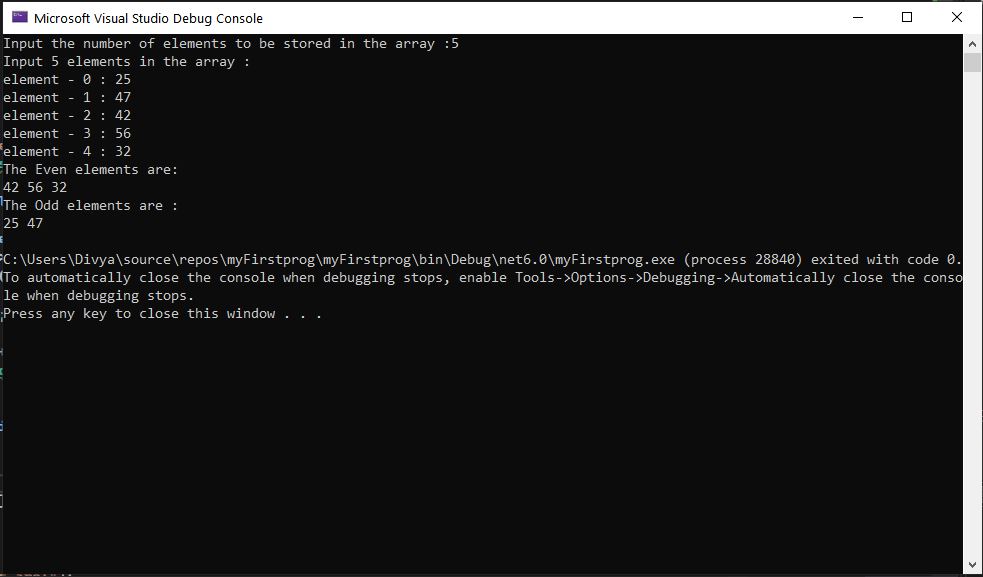 Microsoft Visual Studio Debug Console
Input the number of elements to be stored in the array :5
Input 5 elements in the array :
element - 0 : 25
element - 1 : 47
element - 2 : 42
element - 3 : 56
element - 4 : 32
The Even elements are:
42 56 32
The Odd elements are :
25 47
C:\Users\Divya\source\repos\myFirstprog\myFirstprog\bin\Debug\net6.0\myFirstprog.exe (process 28840) exited with code 0.
To automatically close the console when debugging stops, enable Tools->Options->Debugging->Automatically close the conso
le when debugging stops.
Press any key to close this window . . .